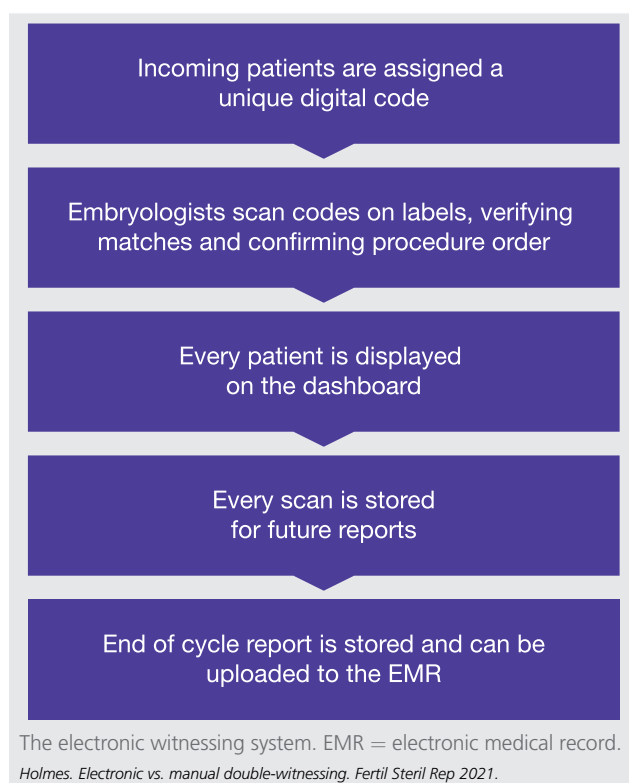 Incoming patients are assigned a
unique digital code
Embryologists scan codes on labels, verifying
matches and confirming procedure order
Every patient is displayed
on the dashboard
Every scan is stored
for future reports
End of cycle report is stored and can be
uploaded to the EMR
The electronic witnessing system. EMR = electronic medical record.
Holmes. Electronic vs. manual double-witnessing. Fertil Steril Rep 2021.